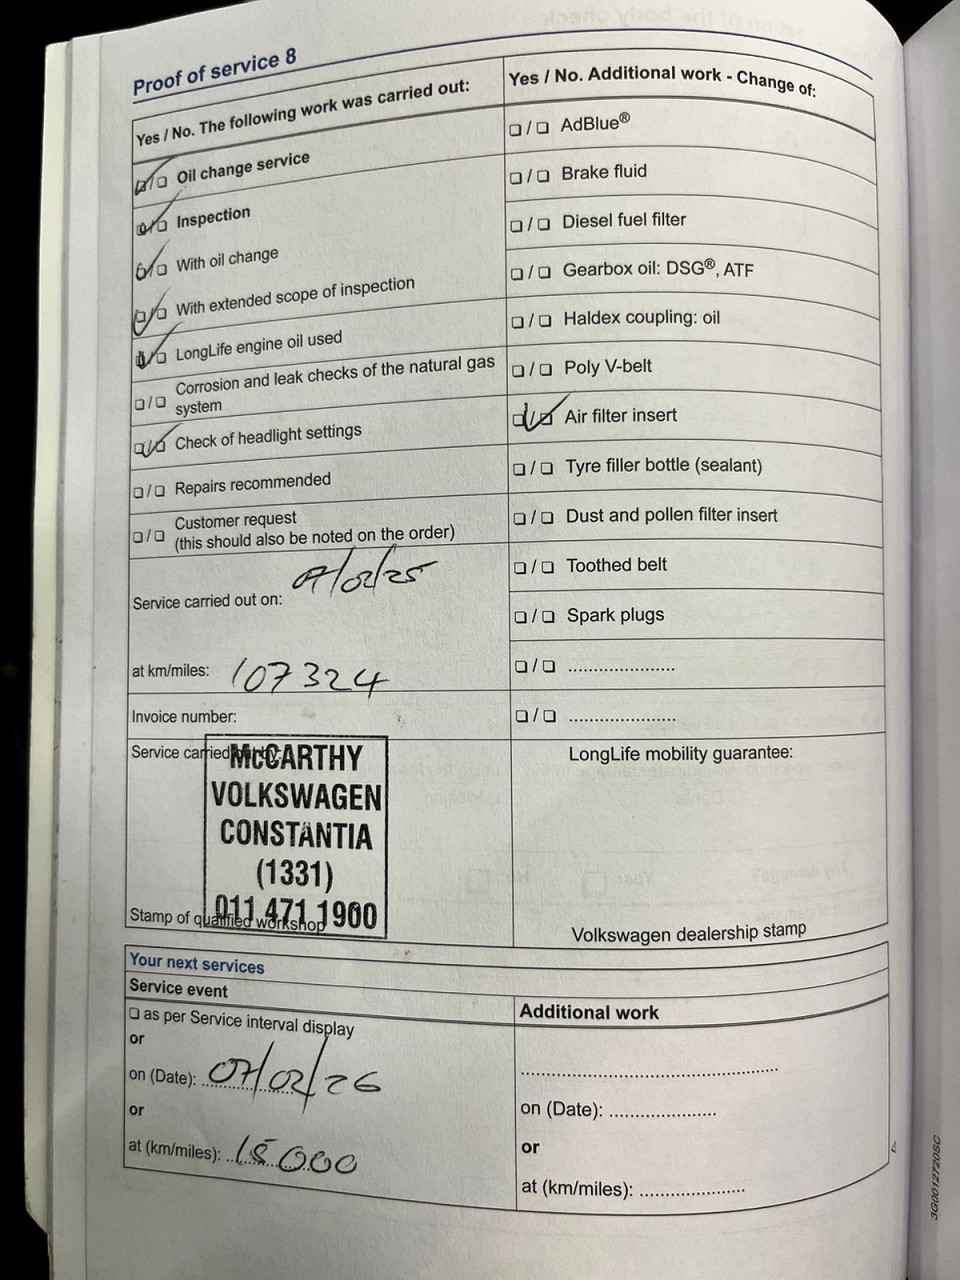 Proof of service 8
Yes / No. The following work was carried out:
☑/☐ Oil change service
☑/☐ Inspection
☑/☐ With oil change
☑/☐ With extended scope of inspection
☑/☐ LongLife engine oil used
☐/☐ Corrosion and leak checks of the natural gas
system
☑/☐ Check of headlight settings
☐/☐ Repairs recommended
☐/☐ Customer request
(this should also be noted on the order)
Service carried out on: 07/02/25
at km/miles: 107324
Invoice number:
Service carried
McCARTHY
VOLKSWAGEN
CONSTANTIA
(1331)
011 471 1900
Stamp of qualified workshop
Yes / No. Additional work - Change of:
☐/☐ AdBlue®
☐/☐ Brake fluid
☐/☐ Diesel fuel filter
☐/☐ Gearbox oil: DSG®, ATF
☐/☐ Haldex coupling: oil
☐/☐ Poly V-belt
☑/☐ Air filter insert
☐/☐ Tyre filler bottle (sealant)
☐/☐ Dust and pollen filter insert
☐/☐ Toothed belt
☐/☐ Spark plugs
☐/☐ .....................
☐/☐ .....................
LongLife mobility guarantee:
Volkswagen dealership stamp
Your next services
Service event
☐ as per Service interval display
or
on (Date): 07/02/26
or
at (km/miles): 15000
Additional work
..................................................
on (Date): .....................
or
at (km/miles): .....................
3G0012720SC